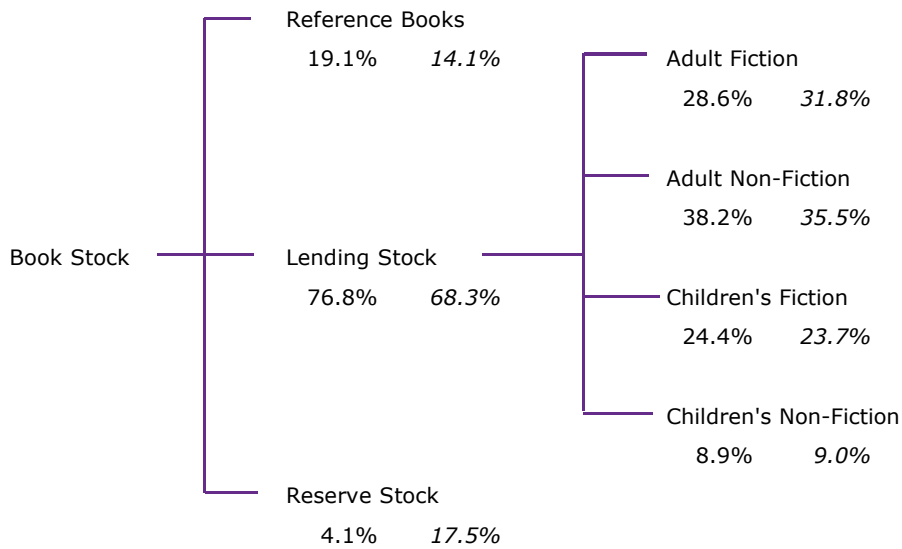 Reference Books
19.1% 14.1%
Adult Fiction
28.6% 31.8%
Adult Non-Fiction
38.2% 35.5%
Book Stock
Lending Stock
76.8% 68.3%
Children's Fiction
24.4% 23.7%
Children's Non-Fiction
8.9% 9.0%
Reserve Stock
4.1% 17.5%